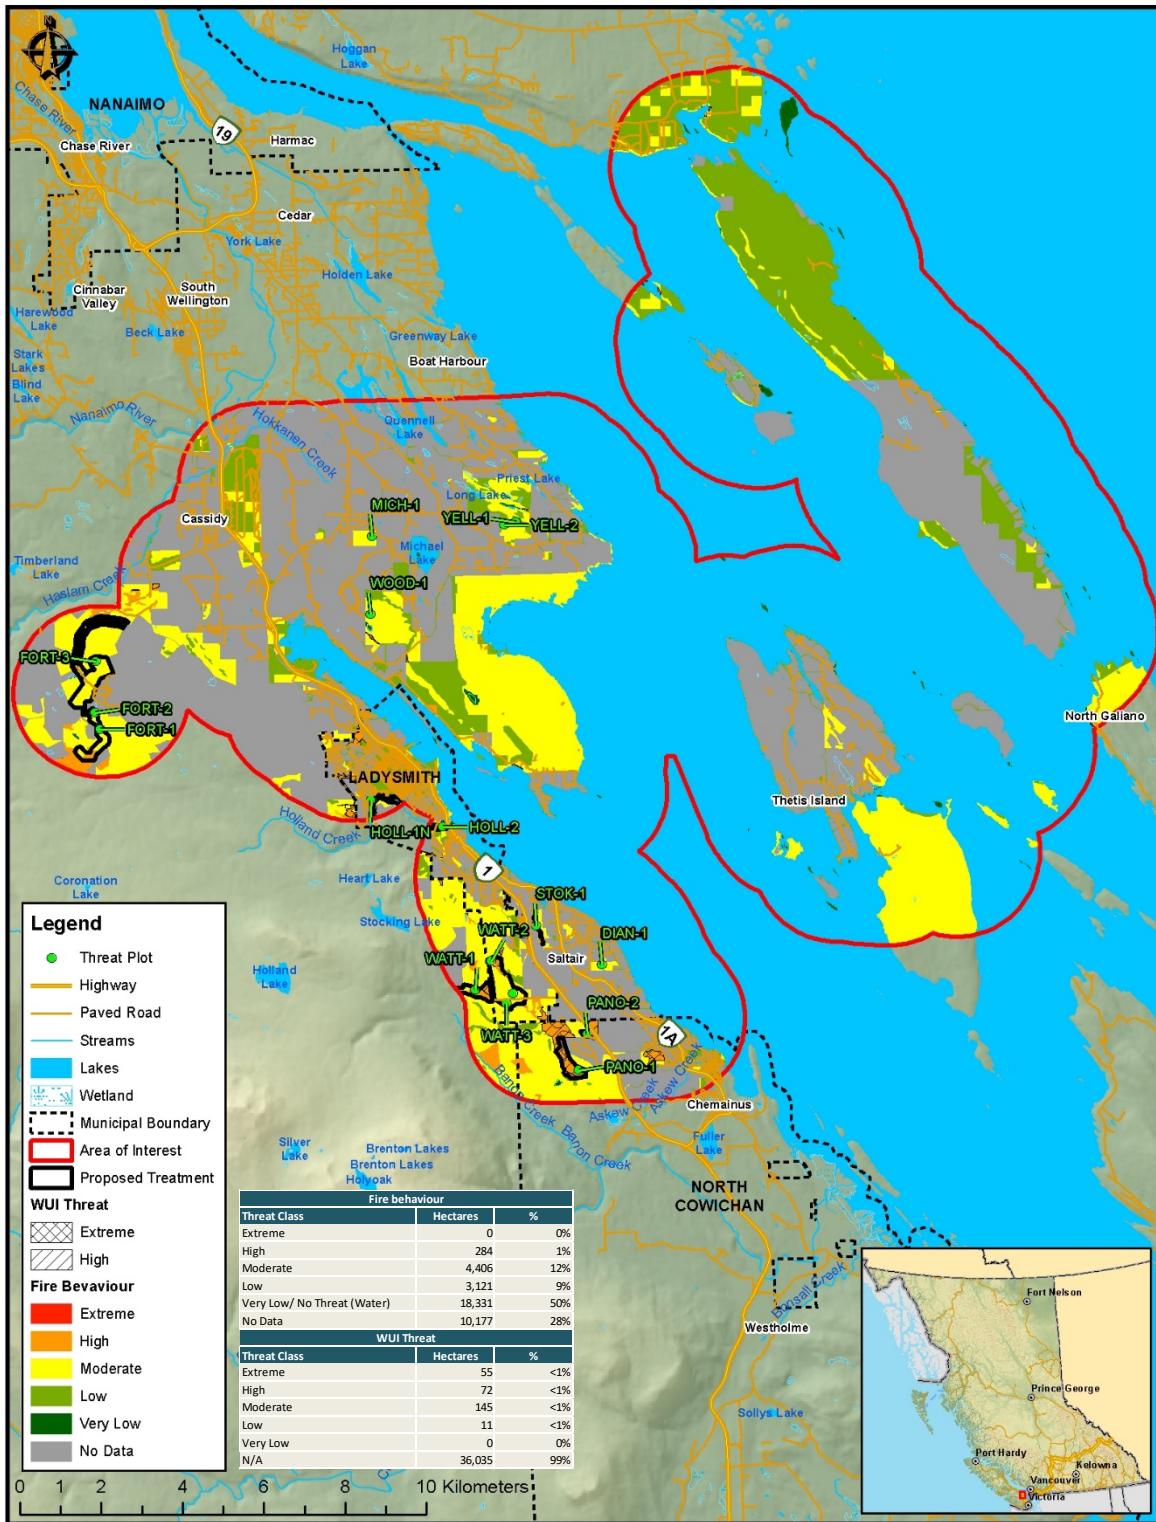 Hoggan
Lake
NANAIMO
Chase River
Chase River
19
Harmac
Cedar
York Lake
Holden Lake
Cinnabar
Valley
South
Wellington
Harewood
Lake
Beck Lake
Greenway Lake
Stark
Lakes
Blind
Lake
Boat Harbour
Nanaimo River
Hokkanen Creek
Quennell
Lake
Priest Lake
Long Lake
MICH-1
YELL-1
YELL-2
Cassidy
Michael
Lake
Timberland
Lake
Haslam Creek
WOOD-1
FORT-3
FORT-2
FORT-1
North Galiano
LADYSMITH
Thetis Island
HOLL-1N
HOLL-2
Holland Creek
1
Heart Lake
Coronation
Lake
STOK-1
Stocking Lake
WATT-2
DIAN-1
WATT-1
Saltair
Holland
Lake
PANO-2
WATT-3
1A
PANO-1
Banon Creek
Askew Creek
Askew Creek
Chemainus
Banon Creek
Fuller
Lake
Silver
Lake
Brenton Lakes
Brenton Lakes
Holyoak
NORTH
COWICHAN
Bonsall Creek
Westholme
Sollys Lake
Legend
Threat Plot
Highway
Paved Road
Streams
Lakes
Wetland
Municipal Boundary
Area of Interest
Proposed Treatment
WUI Threat
Extreme
High
Fire Bevaviour
Extreme
High
Moderate
Low
Very Low
No Data
Fire behaviour
Threat Class Hectares %
Extreme 0 0%
High 284 1%
Moderate 4,406 12%
Low 3,121 9%
Very Low/ No Threat (Water) 18,331 50%
No Data 10,177 28%
WUI Threat
Threat Class Hectares %
Extreme 55 <1%
High 72 <1%
Moderate 145 <1%
Low 11 <1%
Very Low 0 0%
N/A 36,035 99%
0 1 2 4 6 8 10 Kilometers
Fort Nelson
Prince George
Port Hardy
Kelowna
Vancouver
Victoria